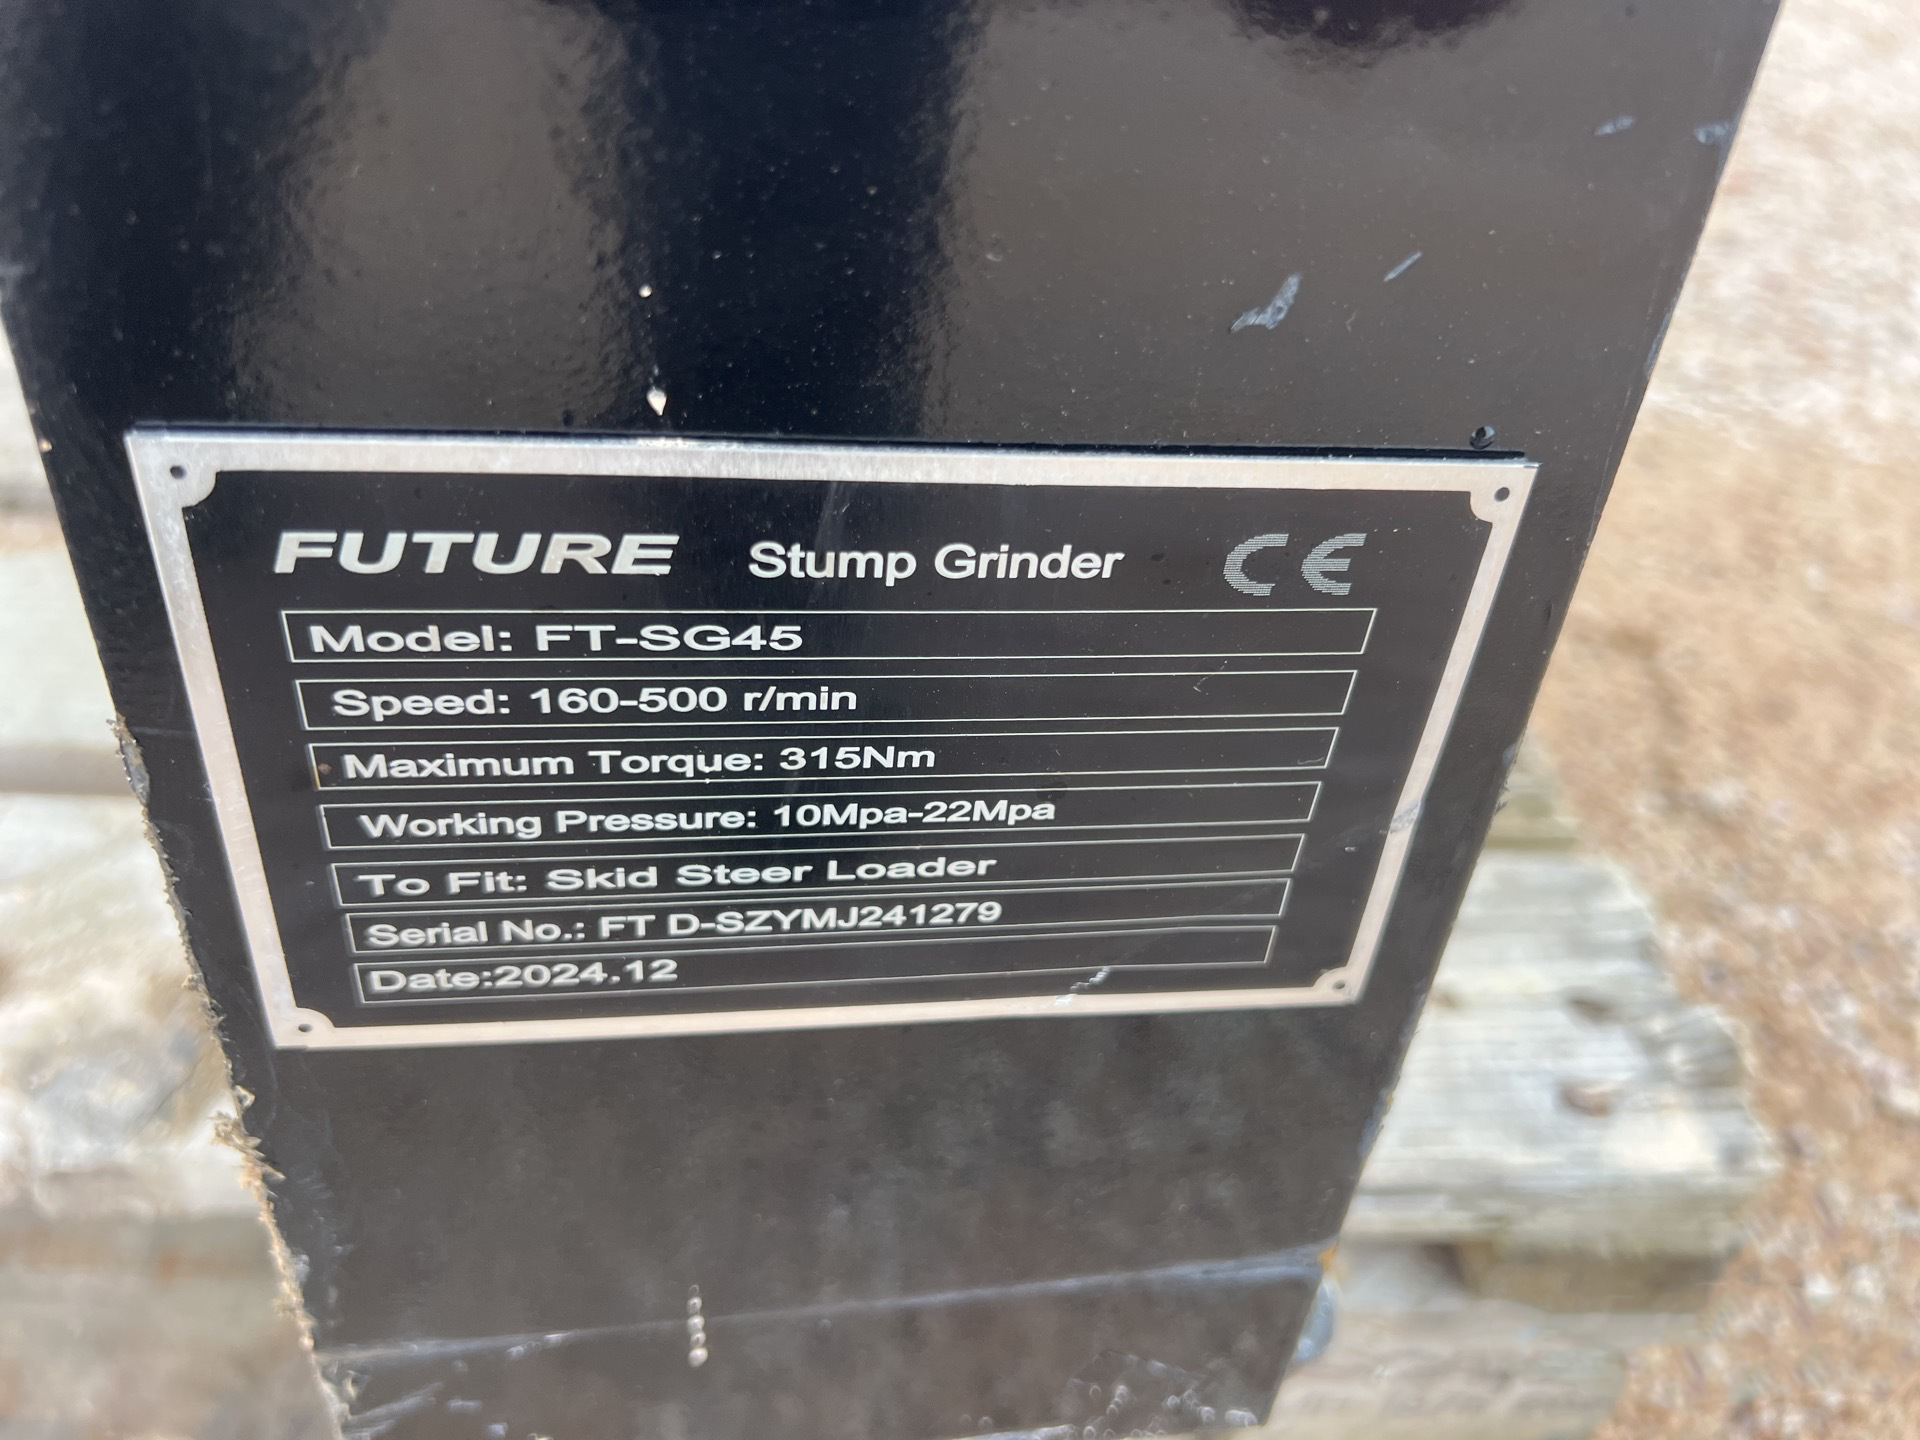 FUTURE Stump Grinder CE
Model: FT-SG45
Speed: 160-500 r/min
Maximum Torque: 315Nm
Working Pressure: 10Mpa-22Mpa
To Fit: Skid Steer Loader
Serial No.: FT D-SZYMJ241279
Date:2024.12